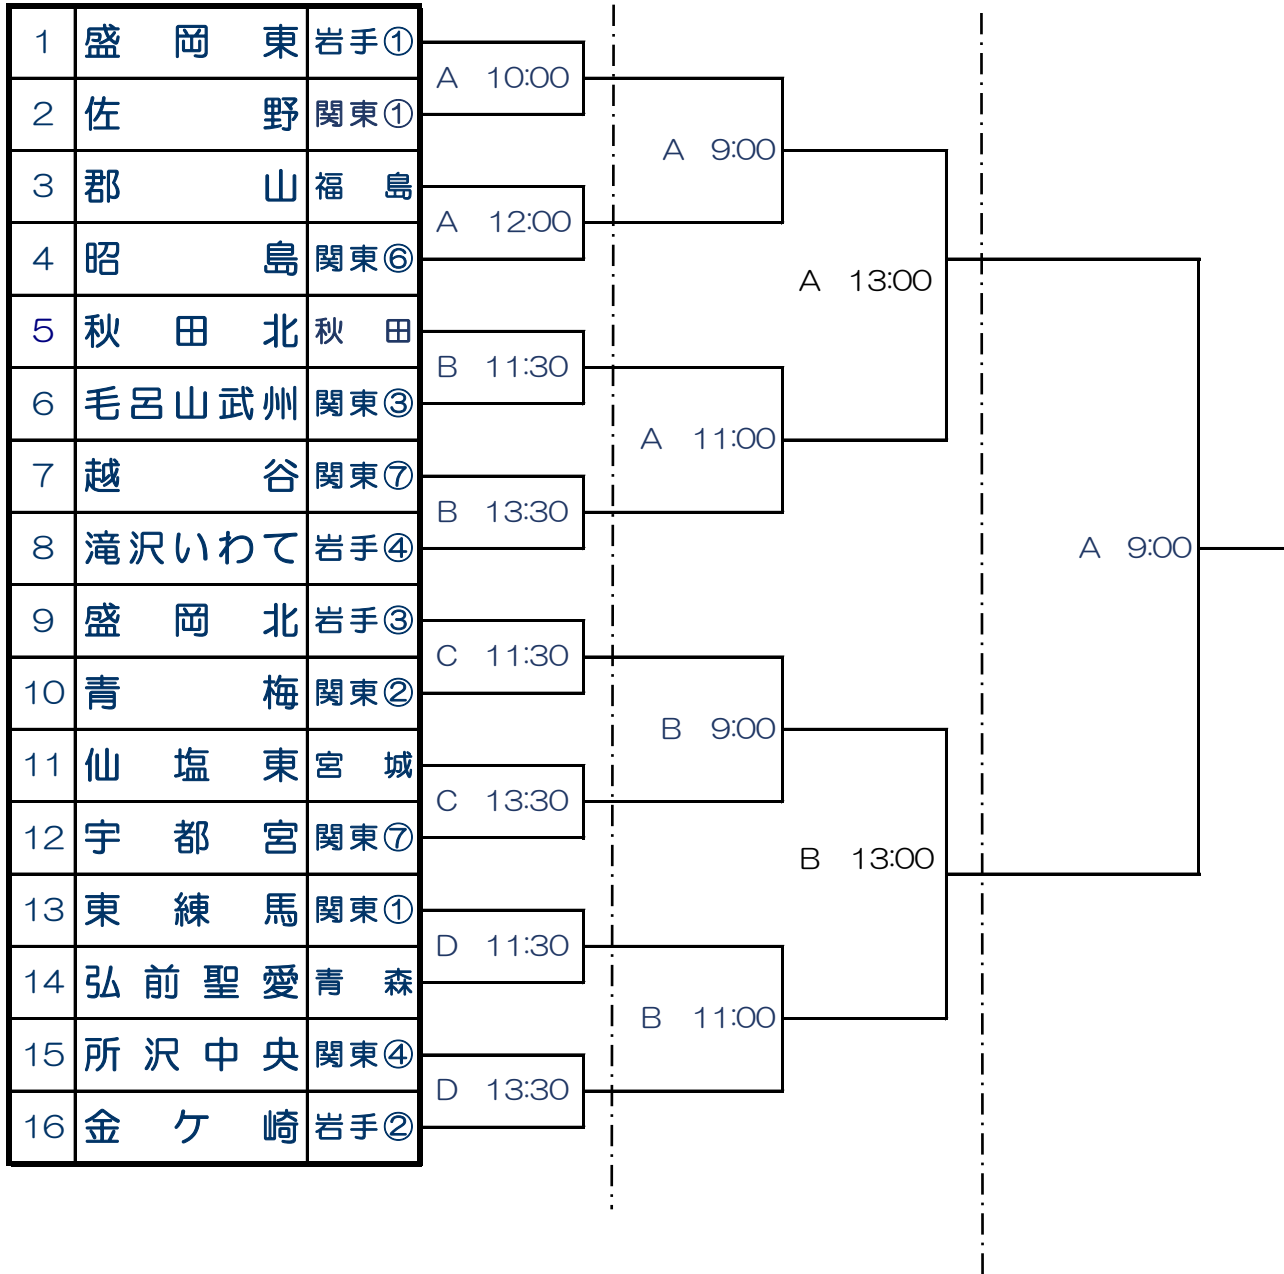 1 盛岡東 岩手①
2 佐野 関東①
3 郡山 福島
4 昭島 関東⑥
5 秋田北 秋田
6 毛呂山武州 関東③
7 越谷 関東⑦
8 滝沢いわて 岩手④
9 盛岡北 岩手③
10 青梅 関東②
11 仙塩東 宮城
12 宇都宮 関東⑦
13 東練馬 関東①
14 弘前聖愛 青森
15 所沢中央 関東④
16 金ケ崎 岩手②
A 10:00
A 12:00
B 11:30
B 13:30
C 11:30
C 13:30
D 11:30
D 13:30
A 9:00
A 11:00
B 9:00
B 11:00
A 13:00
B 13:00
A 9:00